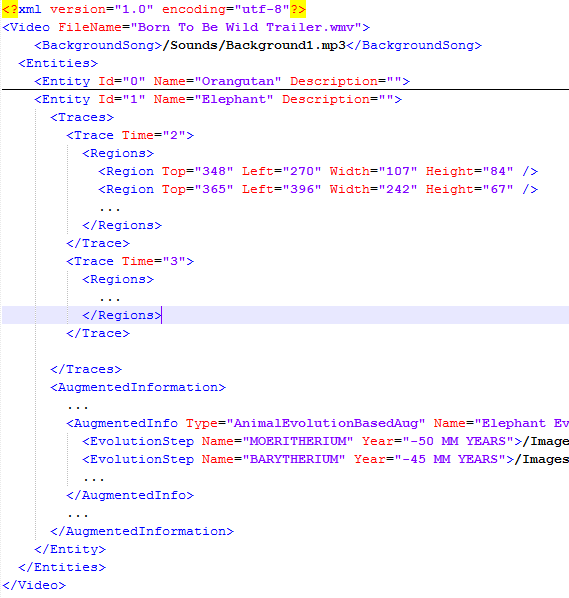 <?xml version="1.0" encoding="utf-8"?>
<Video FileName="Born To Be Wild Trailer.wmv">
<BackgroundSong>/Sounds/Background1.mp3</BackgroundSong>
<Entities>
<Entity Id="0" Name="Orangutan" Description="">
<Entity Id="1" Name="Elephant" Description="">
<Traces>
<Trace Time="2">
<Regions>
<Region Top="348" Left="270" Width="107" Height="84" />
<Region Top="365" Left="396" Width="242" Height="67" />
...
</Regions>
</Trace>
<Trace Time="3">
<Regions>
...
</Regions>
</Trace>
</Traces>
<AugmentedInformation>
...
<AugmentedInfo Type="AnimalEvolutionBasedAug" Name="Elephant Ev
<EvolutionStep Name="MOERITHERIUM" Year="-50 MM YEARS">/Image
<EvolutionStep Name="BARYTHERIUM" Year="-45 MM YEARS">/Images
...
</AugmentedInfo>
...
</AugmentedInformation>
</Entity>
</Entities>
</Video>